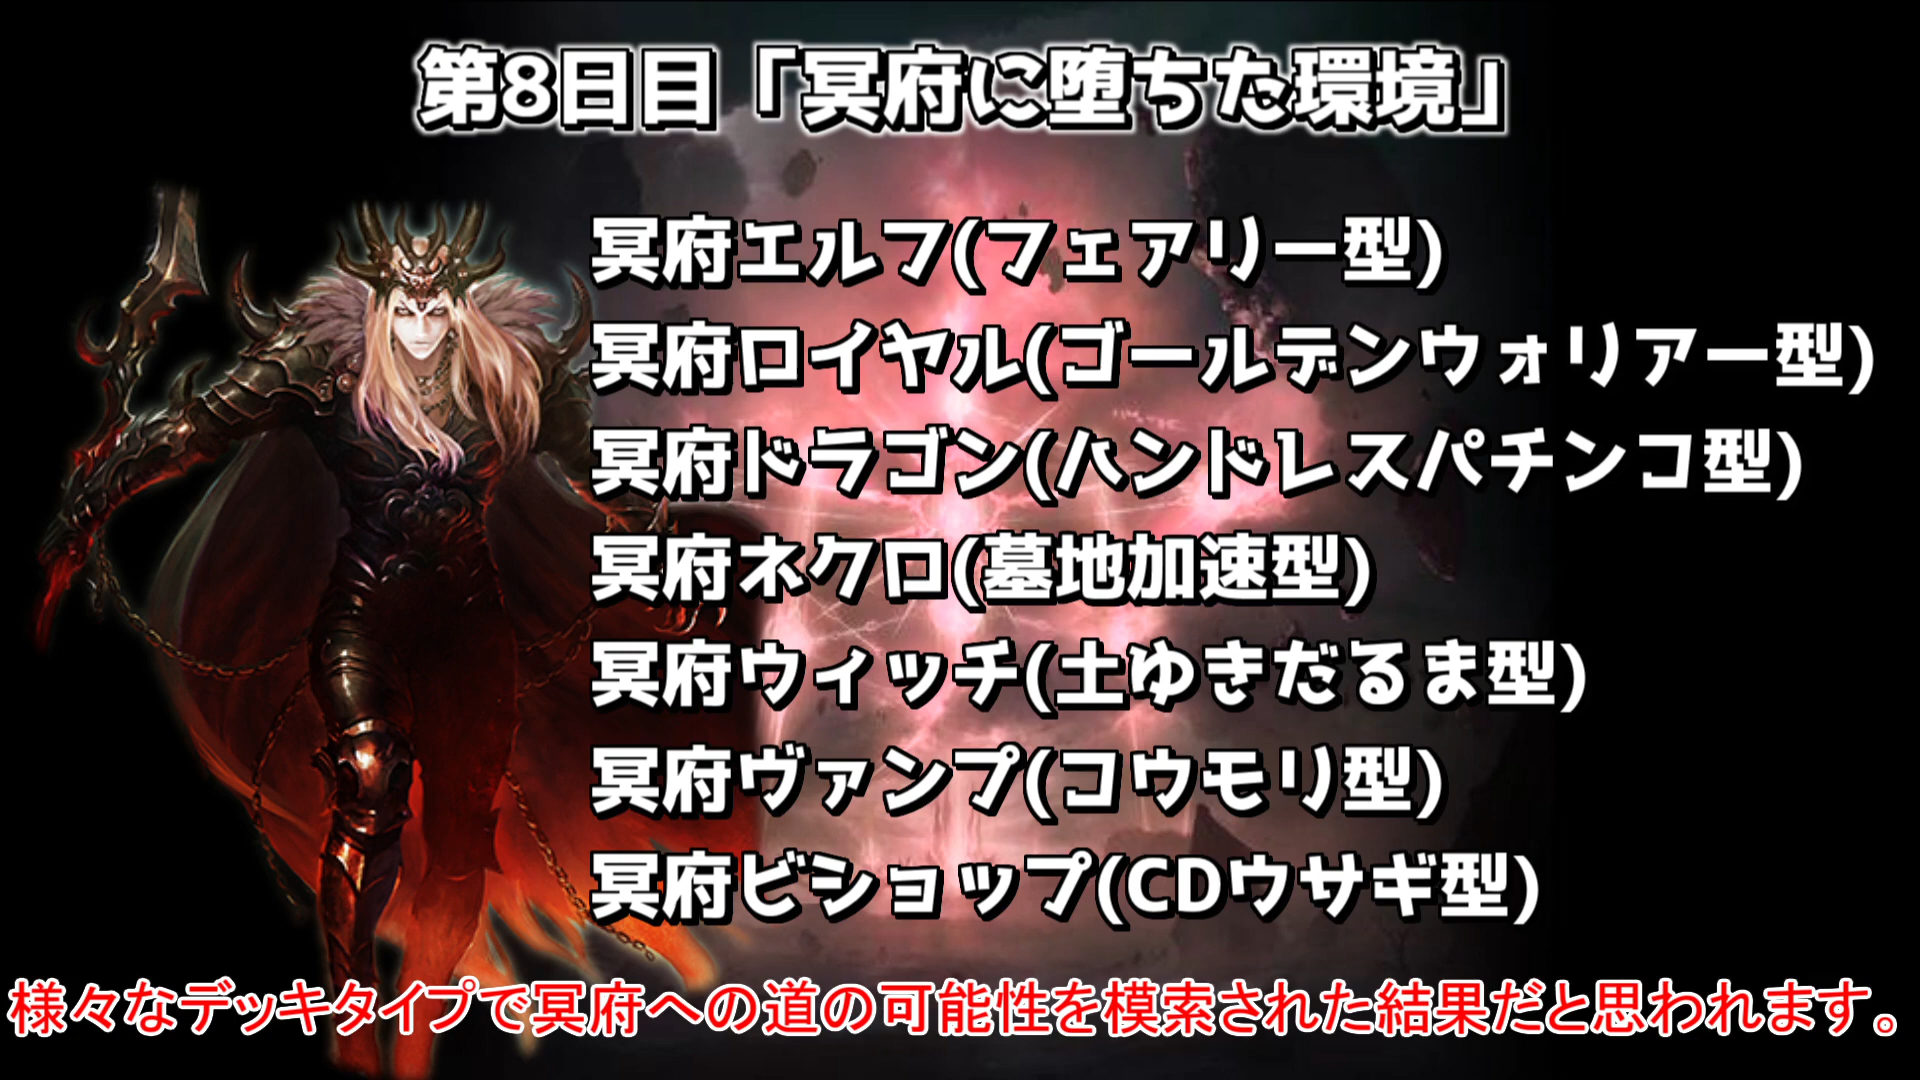 第8日目「冥府に堕ちた環境」
冥府エルフ(フェアリー型)
冥府ロイヤル(ゴールデンウォリアー型)
冥府ドラゴン(ハンドレスパチンコ型)
冥府ネクロ(墓地加速型)
冥府ウィッチ(土ゆきだるま型)
冥府ヴァンプ(コウモリ型)
冥府ビショップ(CDウサギ型)
様々なデッキタイプで冥府への道の可能性を模索された結果だと思われます。